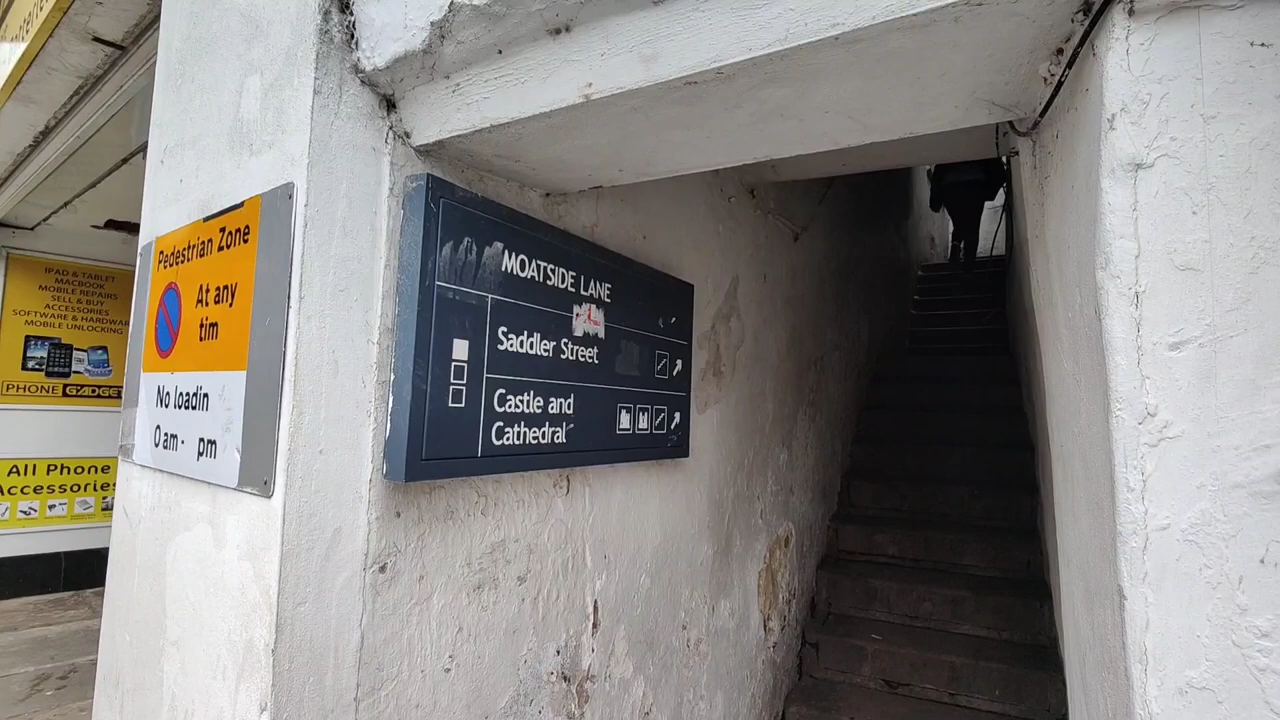 Pedestrian Zone
At any
tim
No loadin
0am - pm
IPAD & TABLET
MACBOOK
MOBILE REPAIRS
SELL & BUY
ACCESSORIES
SOFTWARE & HARDWAR
MOBILE UNLOCKING
PHONE GADGET
All Phone
Accessories
MOATSIDE LANE
Saddler Street
Castle and
Cathedral